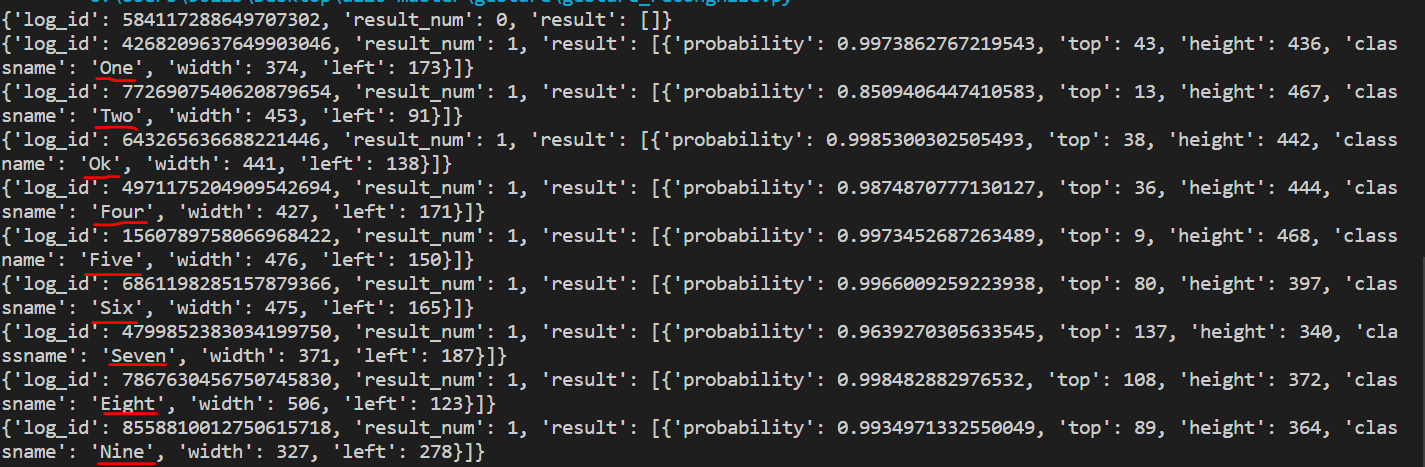 {'log_id': 584117288649707302, 'result_num': 0, 'result': []}
{'log_id': 4268209637649903046, 'result_num': 1, 'result': [{'probability': 0.9973862767219543, 'top': 43, 'height': 436, 'clas
sname': 'One', 'width': 374, 'left': 173}]}
{'log_id': 7726907540620879654, 'result_num': 1, 'result': [{'probability': 0.8509406447410583, 'top': 13, 'height': 467, 'clas
sname': 'Two', 'width': 453, 'left': 91}]}
{'log_id': 643265636688221446, 'result_num': 1, 'result': [{'probability': 0.9985300302505493, 'top': 38, 'height': 442, 'class
name': 'Ok', 'width': 441, 'left': 138}]}
{'log_id': 4971175204909542694, 'result_num': 1, 'result': [{'probability': 0.9874870777130127, 'top': 36, 'height': 444, 'clas
sname': 'Four', 'width': 427, 'left': 171}]}
{'log_id': 1560789758066968422, 'result_num': 1, 'result': [{'probability': 0.9973452687263489, 'top': 9, 'height': 468, 'class
name': 'Five', 'width': 476, 'left': 150}]}
{'log_id': 6861198285157879366, 'result_num': 1, 'result': [{'probability': 0.9966009259223938, 'top': 80, 'height': 397, 'clas
sname': 'Six', 'width': 475, 'left': 165}]}
{'log_id': 4799852383034199750, 'result_num': 1, 'result': [{'probability': 0.9639270305633545, 'top': 137, 'height': 340, 'cla
ssname': 'Seven', 'width': 371, 'left': 187}]}
{'log_id': 7867630456750745830, 'result_num': 1, 'result': [{'probability': 0.998482882976532, 'top': 108, 'height': 372, 'clas
sname': 'Eight', 'width': 506, 'left': 123}]}
{'log_id': 8558810012750615718, 'result_num': 1, 'result': [{'probability': 0.9934971332550049, 'top': 89, 'height': 364, 'clas
sname': 'Nine', 'width': 327, 'left': 278}]}